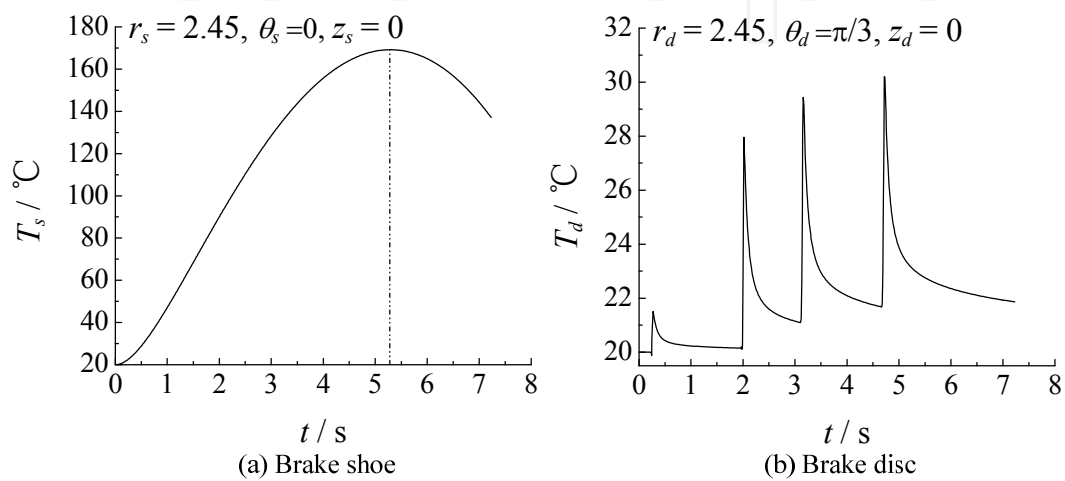 r_s = 2.45, θ_s =0, z_s = 0
180
160
140
120
100
80
60
40
20
T_s / °C
0 1 2 3 4 5 6 7 8
t / s
(a) Brake shoe
r_d = 2.45, θ_d =π/3, z_d = 0
32
30
28
26
24
22
20
T_d / °C
0 1 2 3 4 5 6 7 8
t / s
(b) Brake disc